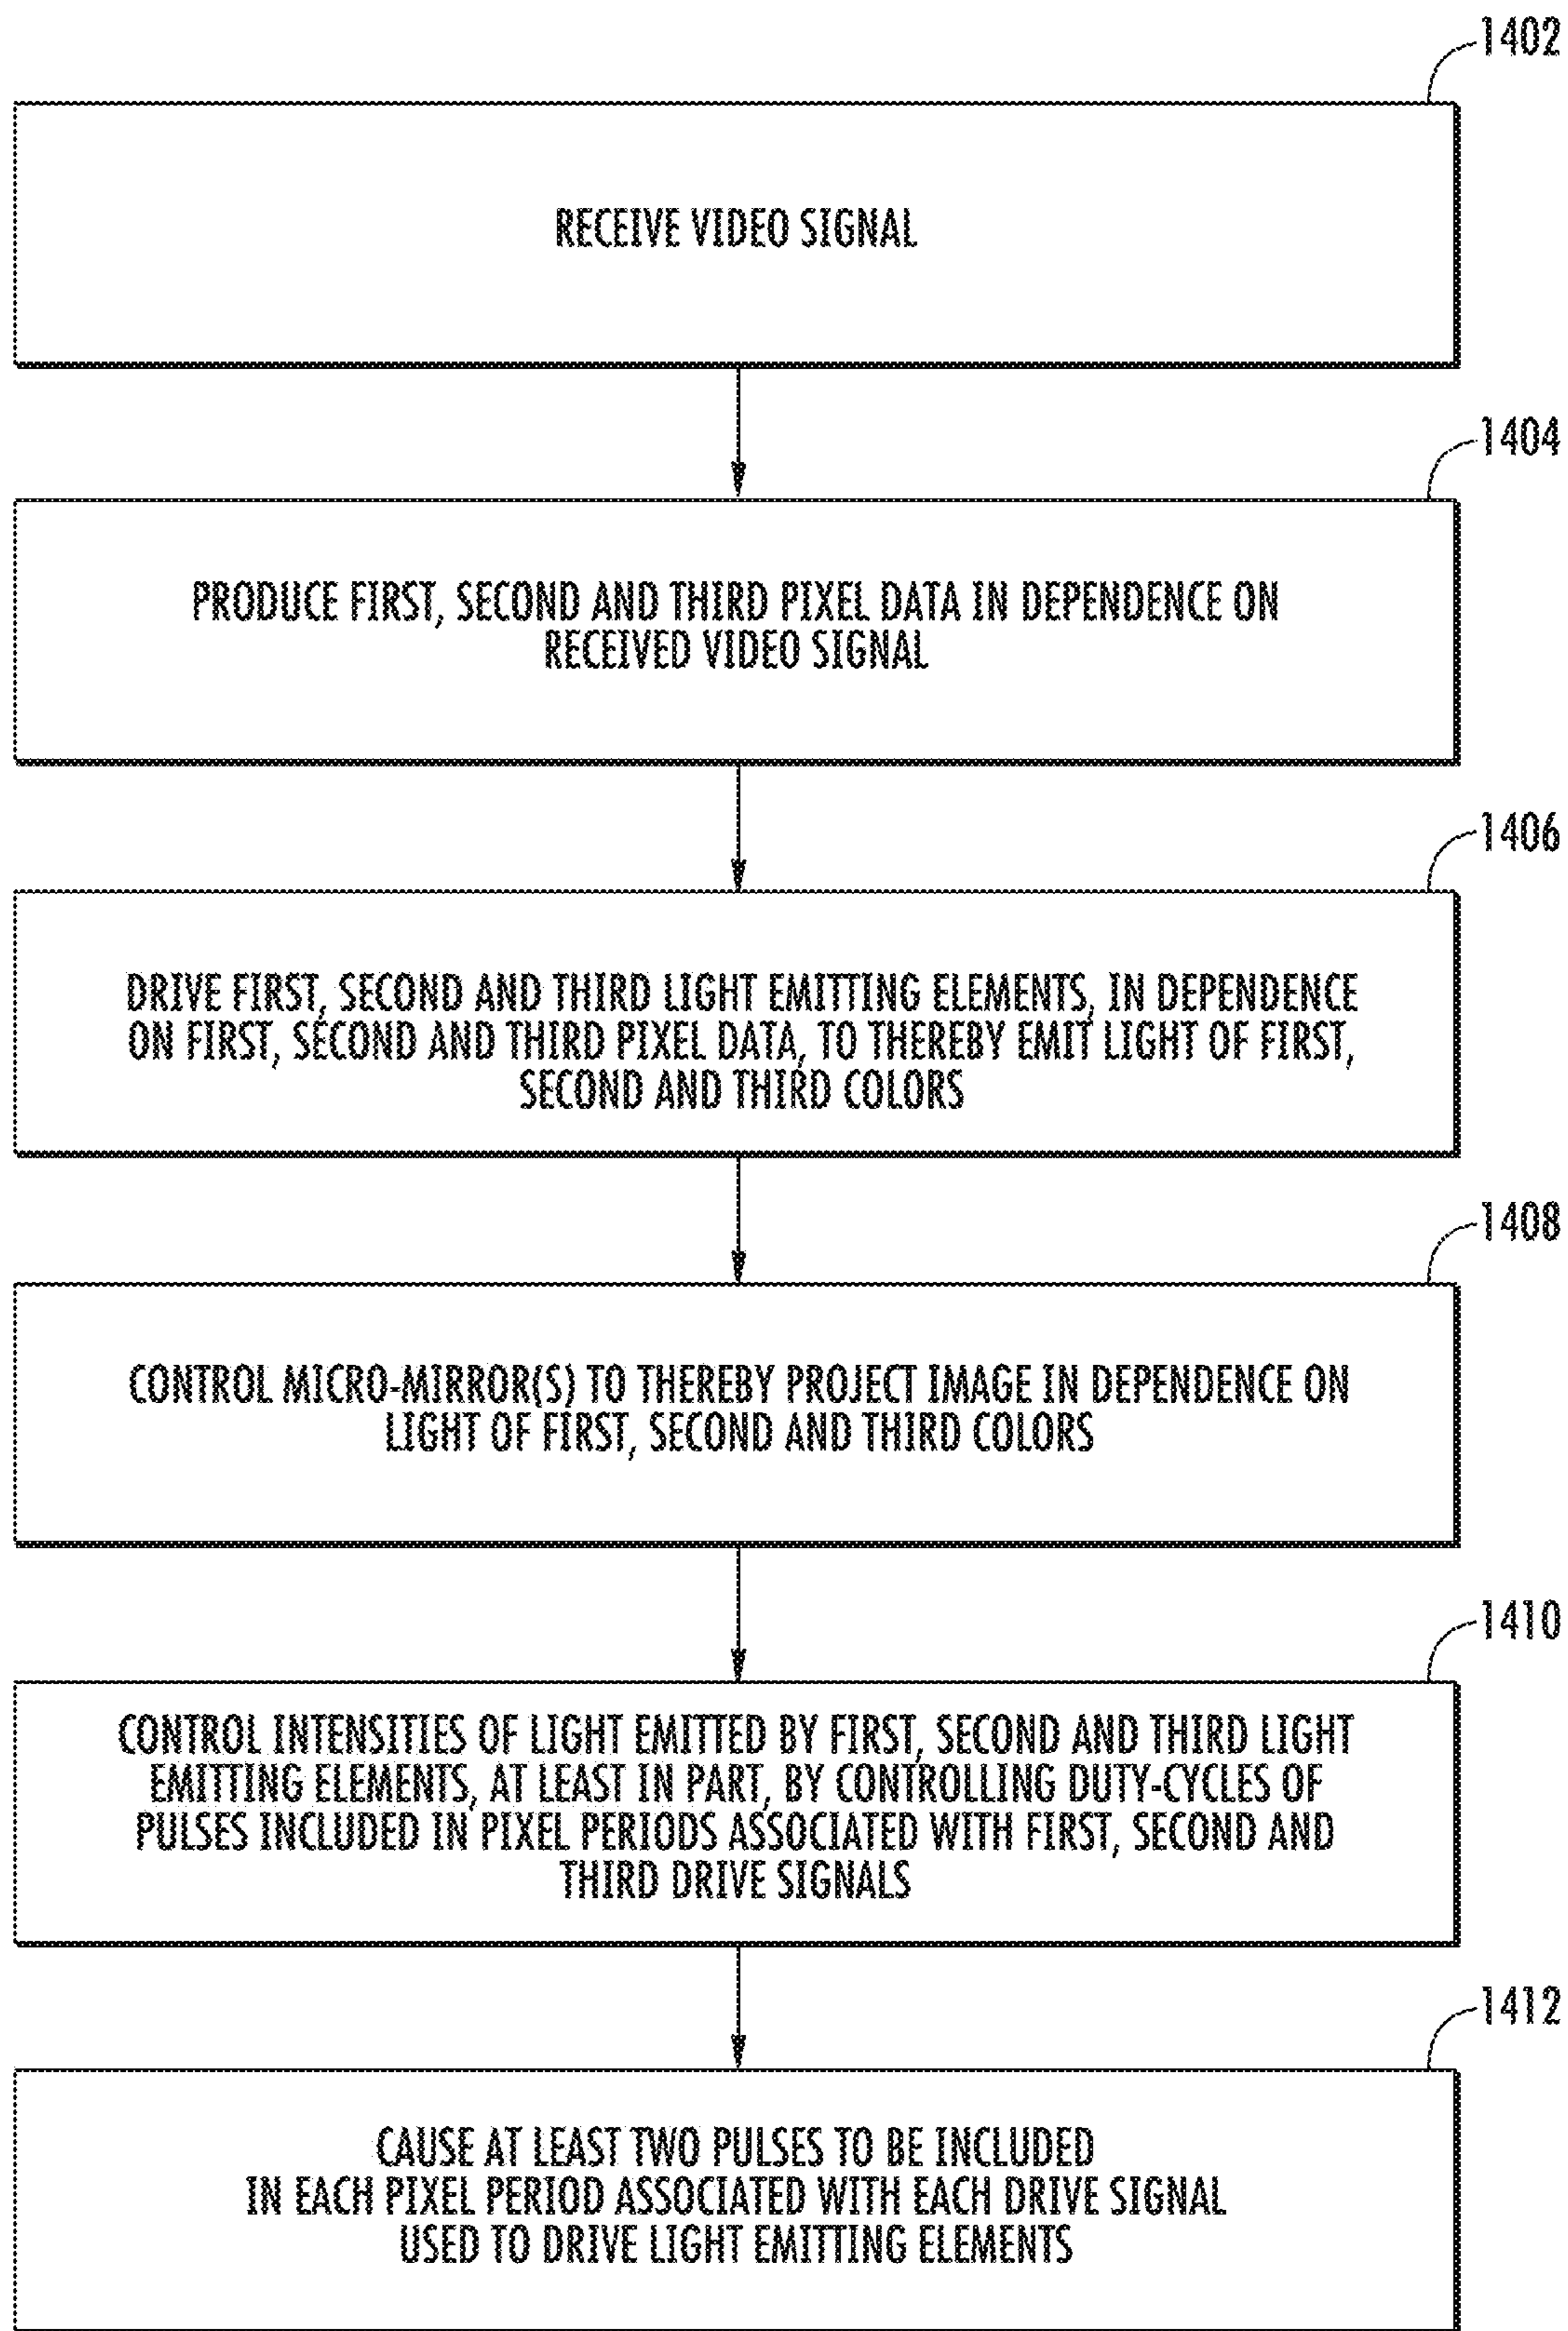 1402
RECEIVE VIDEO SIGNAL
1404
PRODUCE FIRST, SECOND AND THIRD PIXEL DATA IN DEPENDENCE ON
RECEIVED VIDEO SIGNAL
1406
DRIVE FIRST, SECOND AND THIRD LIGHT EMITTING ELEMENTS, IN DEPENDENCE
ON FIRST, SECOND AND THIRD PIXEL DATA, TO THEREBY EMIT LIGHT OF FIRST,
SECOND AND THIRD COLORS
1408
CONTROL MICRO-MIRROR(S) TO THEREBY PROJECT IMAGE IN DEPENDENCE ON
LIGHT OF FIRST, SECOND AND THIRD COLORS
1410
CONTROL INTENSITIES OF LIGHT EMITTED BY FIRST, SECOND AND THIRD LIGHT
EMITTING ELEMENTS, AT LEAST IN PART, BY CONTROLLING DUTY-CYCLES OF
PULSES INCLUDED IN PIXEL PERIODS ASSOCIATED WITH FIRST, SECOND AND
THIRD DRIVE SIGNALS
1412
CAUSE AT LEAST TWO PULSES TO BE INCLUDED
IN EACH PIXEL PERIOD ASSOCIATED WITH EACH DRIVE SIGNAL
USED TO DRIVE LIGHT EMITTING ELEMENTS